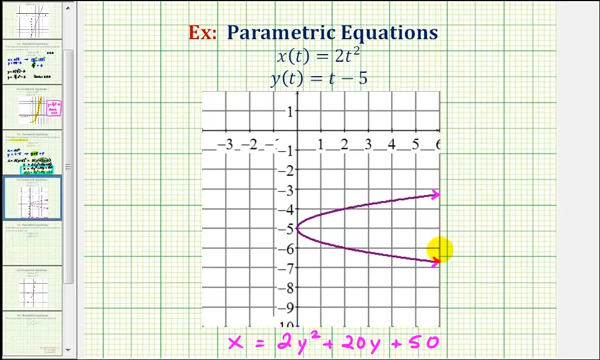 Ex: Parametric Equations
x(t) = 2t²
y(t) = t − 5
1
−3 −2 −1 1 2 3 4 5 6
−1
−2
−3
−4
−5
−6
−7
−8
−9
10
x = 2y² + 20y + 50